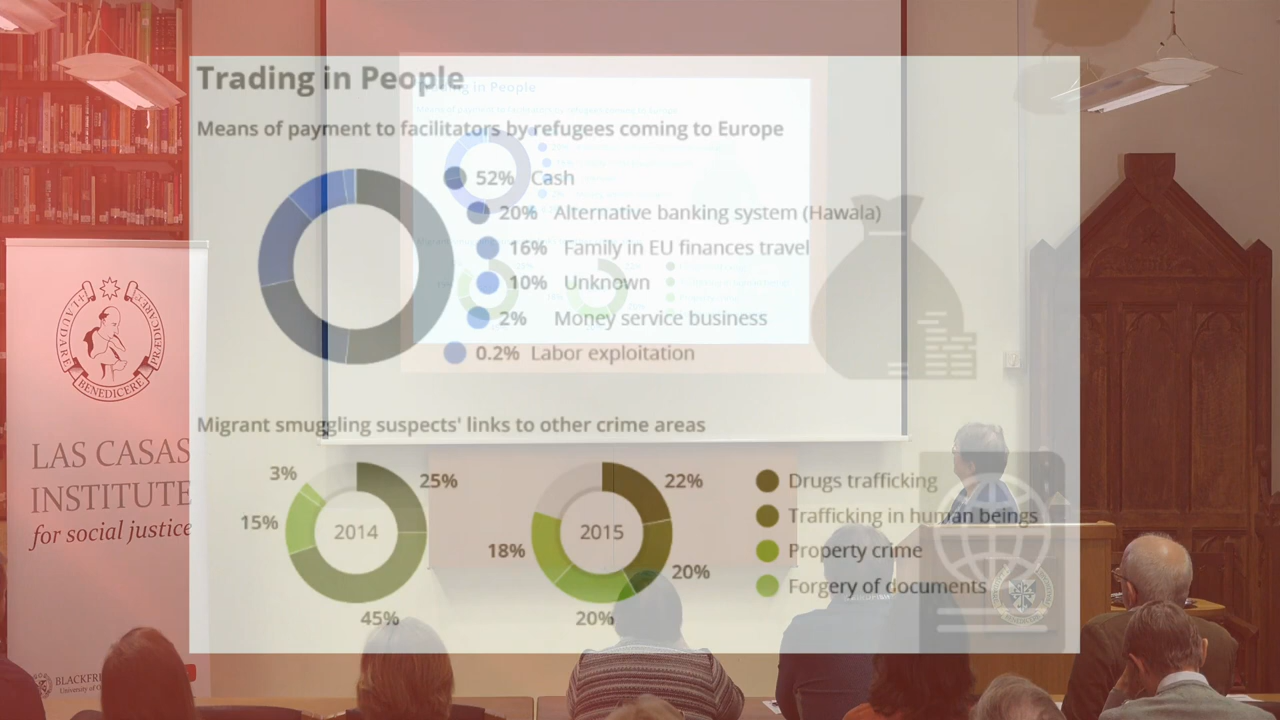 Trading in People
Means of payment to facilitators by refugees coming to Europe
52% Cash
20% Alternative banking system (Hawala)
16% Family in EU finances travel
10% Unknown
2% Money service business
0.2% Labor exploitation
Migrant smuggling suspects' links to other crime areas
3%
25%
15%
2014
45%
22%
18%
2015
20%
20%
Drugs trafficking
Trafficking in human beings
Property crime
Forgery of documents
LAUDARE
BENEDICERE
PRÆDICARE
LAS CASAS
INSTITUTE
for social justice
BLACKFRI